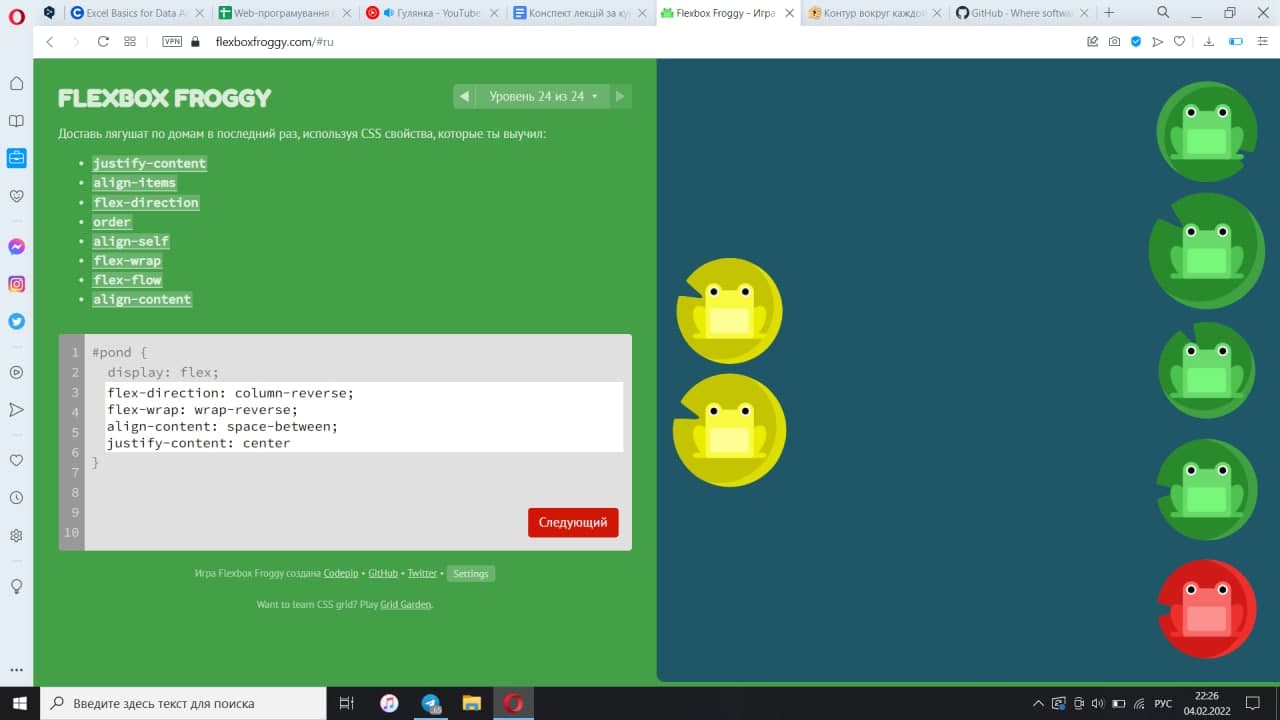 Excel Basics for Data A
Web-програмування
Гулянка - YouTube
Конспект лекцій за ку
Flexbox Froggy - Игра
Контур вокруг каждой
GitHub - Where softwa
VPN
flexboxfroggy.com/#ru
FLEXBOX FROGGY
Уровень 24 из 24
Доставь лягушат по домам в последний раз, используя CSS свойства, которые ты выучил:
justify-content
align-items
flex-direction
order
align-self
flex-wrap
flex-flow
align-content
1 #pond {
2 display: flex;
3 flex-direction: column-reverse;
4 flex-wrap: wrap-reverse;
5 align-content: space-between;
6 justify-content: center
7 }
8
9
10
Следующий
Игра Flexbox Froggy создана Codepip • GitHub • Twitter • Settings
Want to learn CSS grid? Play Grid Garden.
Введите здесь текст для поиска
РУС
22:26
04.02.2022